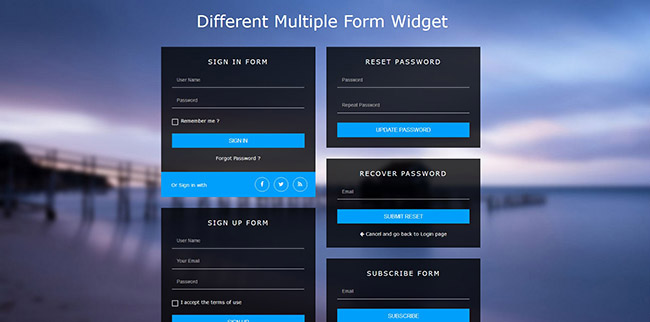 Different Multiple Form Widget
SIGN IN FORM
User Name
Password
Remember me ?
SIGN IN
Forgot Password ?
Or Sign in with
SIGN UP FORM
User Name
Your Email
Password
I accept the terms of use
SIGN UP
RESET PASSWORD
Password
Repeat Password
UPDATE PASSWORD
RECOVER PASSWORD
Email
SUBMIT RESET
Cancel and go back to Login page
SUBSCRIBE FORM
Email
SUBSCRIBE